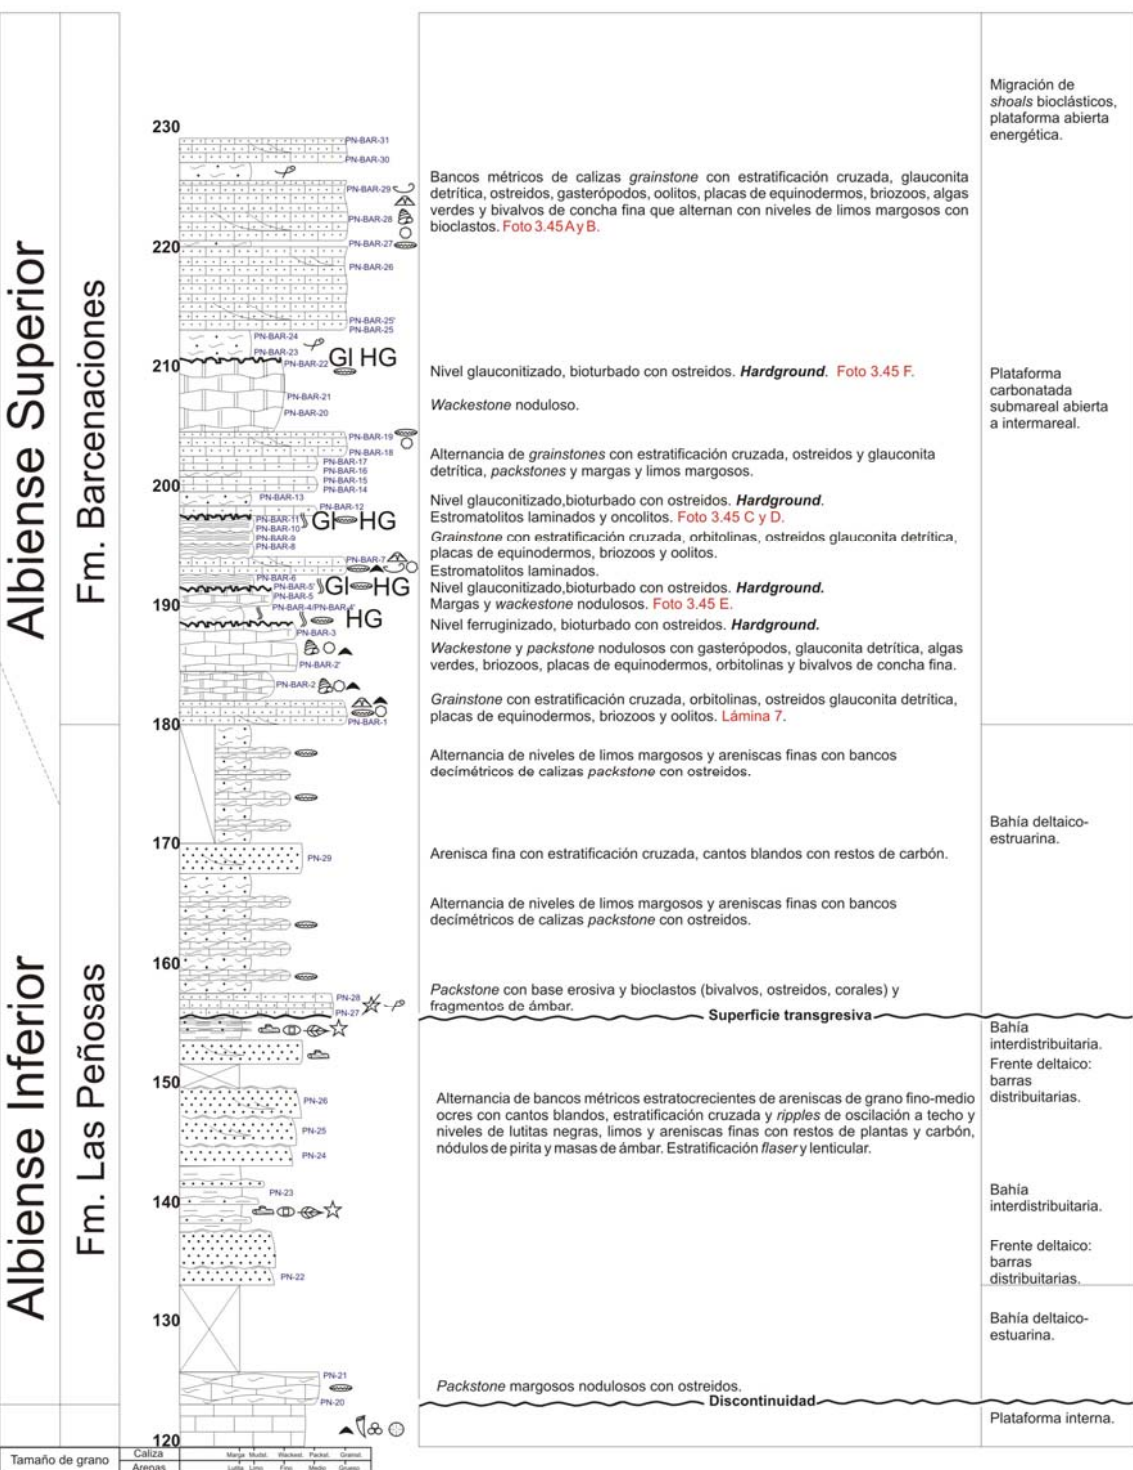 Albiense Superior
Albiense Inferior
Fm. Barcenaciones
Fm. Las Peñosas
230
220
210
200
190
180
170
160
150
140
130
120
PN-BAR-31
PN-BAR-30
PN-BAR-29
PN-BAR-28
PN-BAR-27
PN-BAR-26
PN-BAR-25'
PN-BAR-25
PN-BAR-24
PN-BAR-23
PN-BAR-22 GI HG
PN-BAR-21
PN-BAR-20
PN-BAR-19
PN-BAR-18
PN-BAR-17
PN-BAR-16
PN-BAR-15
PN-BAR-14
PN-BAR-13
PN-BAR-12
PN-BAR-11 GI HG
PN-BAR-10
PN-BAR-9
PN-BAR-8
PN-BAR-7
PN-BAR-6
PN-BAR-5' GI HG
PN-BAR-5
PN-BAR-4/PN-BAR-4' HG
PN-BAR-3
PN-BAR-2'
PN-BAR-2
PN-BAR-1
PN-29
PN-28
PN-27
PN-26
PN-25
PN-24
PN-23
PN-22
PN-21
PN-20
Bancos métricos de calizas grainstone con estratificación cruzada, glauconita
detrítica, ostreidos, gasterópodos, oolitos, placas de equinodermos, briozoos, algas
verdes y bivalvos de concha fina que alternan con niveles de limos margosos con
bioclastos. Foto 3.45 A y B.
Nivel glauconitizado, bioturbado con ostreidos. Hardground. Foto 3.45 F.
Wackestone noduloso.
Alternancia de grainstones con estratificación cruzada, ostreidos y glauconita
detrítica, packstones y margas y limos margosos.
Nivel glauconitizado,bioturbado con ostreidos. Hardground.
Estromatolitos laminados y oncolitos. Foto 3.45 C y D.
Grainstone con estratificación cruzada, orbitolinas, ostreidos glauconita detrítica,
placas de equinodermos, briozoos y oolitos.
Estromatolitos laminados.
Nivel glauconitizado,bioturbado con ostreidos. Hardground.
Margas y wackestone nodulosos. Foto 3.45 E.
Nivel ferruginizado, bioturbado con ostreidos. Hardground.
Wackestone y packstone nodulosos con gasterópodos, glauconita detrítica, algas
verdes, briozoos, placas de equinodermos, orbitolinas y bivalvos de concha fina.
Grainstone con estratificación cruzada, orbitolinas, ostreidos glauconita detrítica,
placas de equinodermos, briozoos y oolitos. Lámina 7.
Alternancia de niveles de limos margosos y areniscas finas con bancos
decímétricos de calizas packstone con ostreidos.
Arenisca fina con estratificación cruzada, cantos blandos con restos de carbón.
Alternancia de niveles de limos margosos y areniscas finas con bancos
decímétricos de calizas packstone con ostreidos.
Packstone con base erosiva y bioclastos (bivalvos, ostreidos, corales) y
fragmentos de ámbar.
Superficie transgresiva
Alternancia de bancos métricos estratocrecientes de areniscas de grano fino-medio
ocres con cantos blandos, estratificación cruzada y ripples de oscilación a techo y
niveles de lutitas negras, limos y areniscas finas con restos de plantas y carbón,
nódulos de pirita y masas de ámbar. Estratificación flaser y lenticular.
Packstone margosos nodulosos con ostreidos.
Discontinuidad
Migración de
shoals bioclásticos,
plataforma abierta
energética.
Plataforma
carbonatada
submareal abierta
a intermareal.
Bahía deltaico-
estruarina.
Bahía
interdistribuitaria.
Frente deltaico:
barras
distributarias.
Bahía
interdistribuitaria.
Frente deltaico:
barras
distributarias.
Bahía deltaico-
estuarina.
Plataforma interna.
Tamaño de grano
Caliza Marga Mudst. Wackest. Packst. Grainst.
Arenas Lutita Limo Fino Medio Grueso